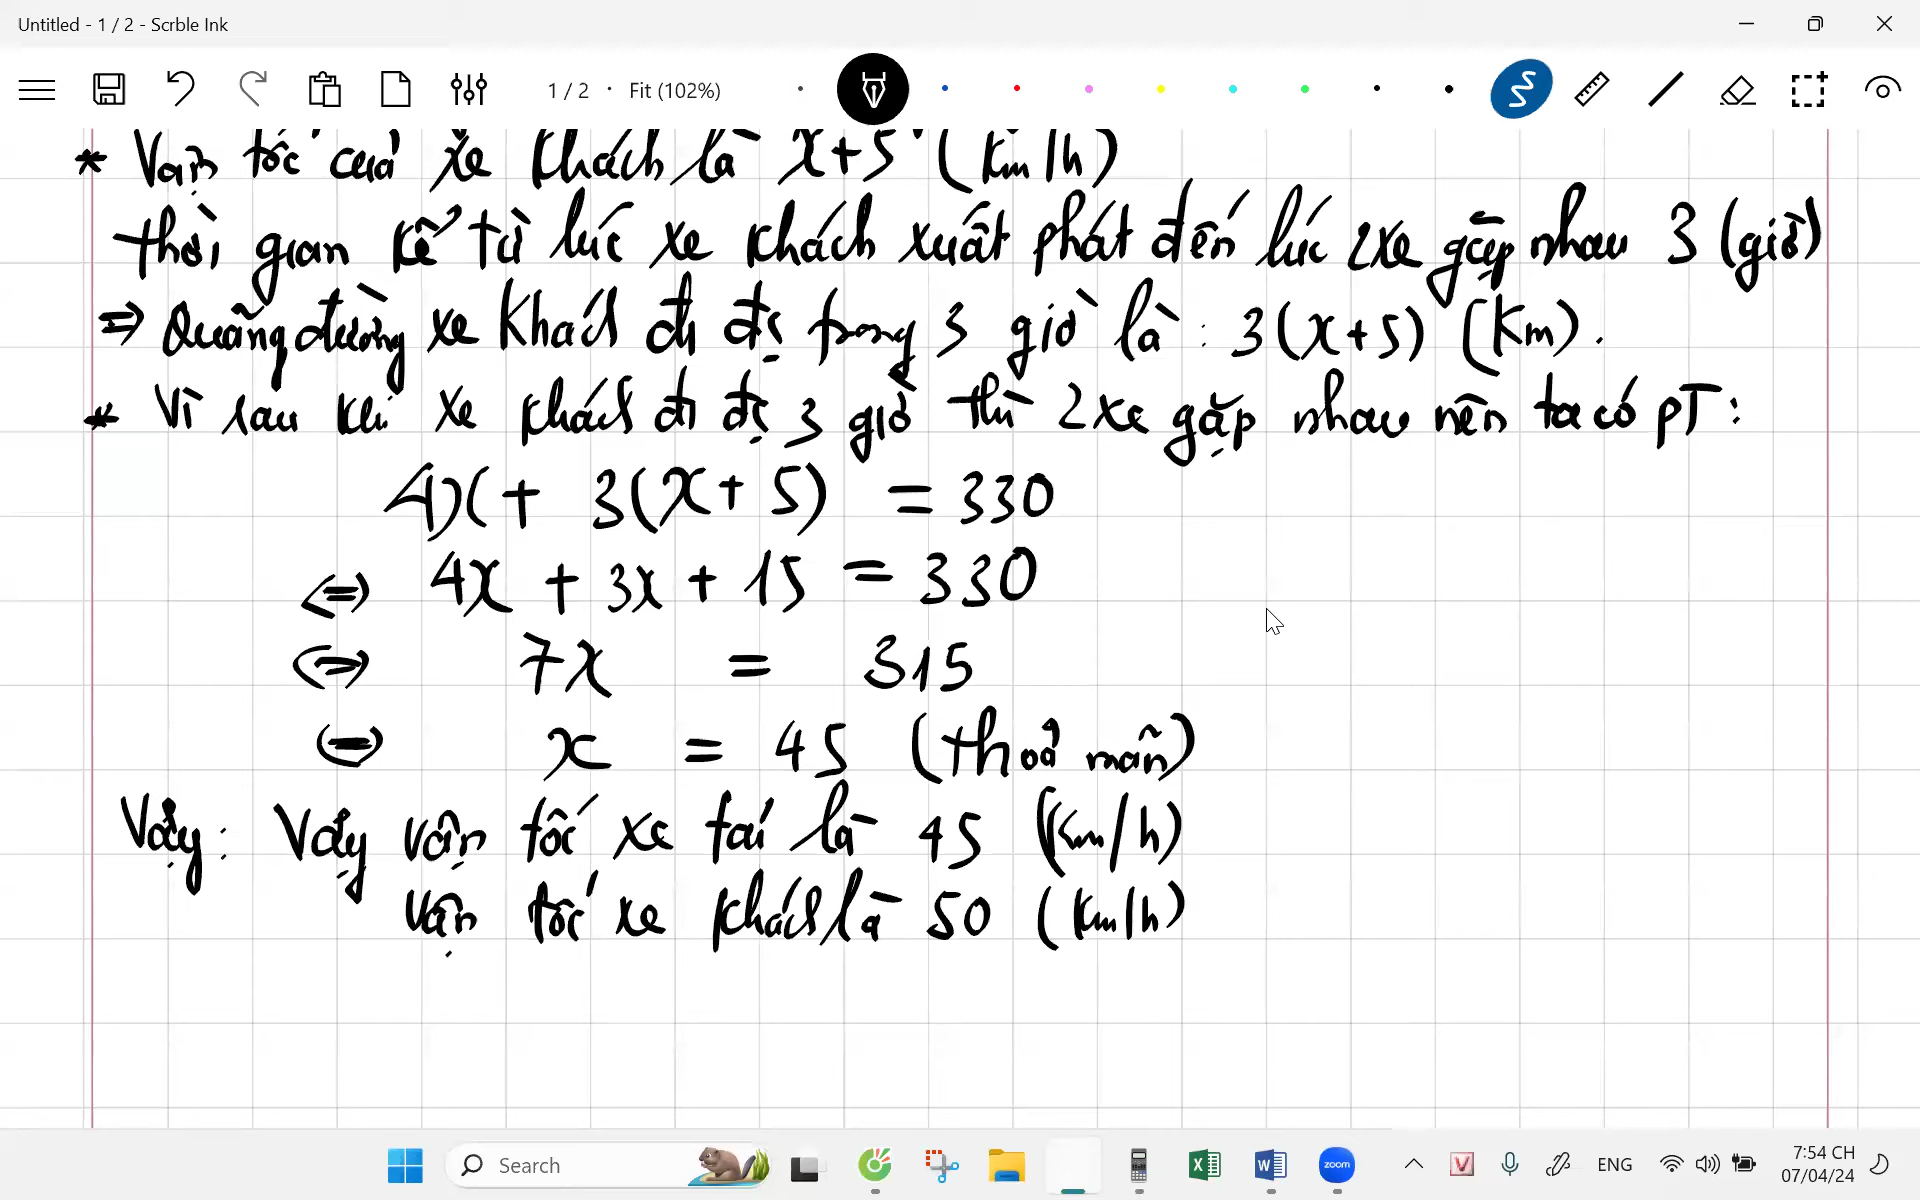 Untitled - 1 / 2 - Scrble Ink
1 / 2 · Fit (102%)
* Vận tốc của xe khách là x+5 (km/h)
thời gian kể từ lúc xe khách xuất phát đến lúc 2xe gặp nhau 3 (giờ)
=> Quãng đường xe khách đi đc trong 3 giờ là : 3(x+5) (Km).
* Vì sau khi xe khách đi đc 3 giờ thì 2xe gặp nhau nên ta có PT :
4x + 3(x+5) = 330
<=> 4x + 3x + 15 = 330
<=> 7x = 315
<=> x = 45 (thoả mãn)
Vậy : Vậy vận tốc xe tải là 45 (Km/h)
Vận tốc xe khách là 50 (Km/h)
Search
zoom
V
ENG
7:54 CH
07/04/24